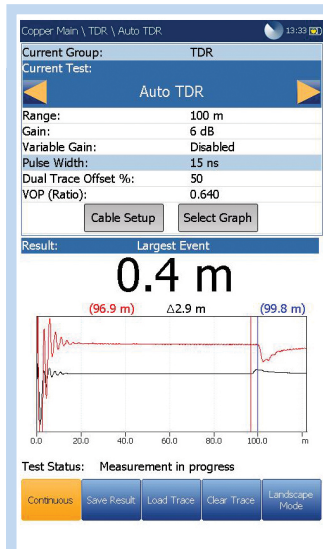 Copper Main \ TDR \ Auto TDR 13:33
Current Group: TDR
Current Test:
Auto TDR
Range: 100 m
Gain: 6 dB
Variable Gain: Disabled
Pulse Width: 15 ns
Dual Trace Offset %: 50
VOP (Ratio): 0.640
Cable Setup Select Graph
Result: Largest Event
0.4 m
(96.9 m) Δ2.9 m (99.8 m)
0.0 20.0 40.0 60.0 80.0 100.0 m
Test Status: Measurement in progress
Continuous Save Result Load Trace Clear Trace Landscape Mode